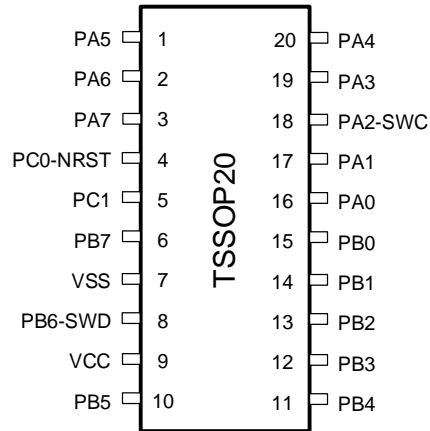 PA5 1 20 PA4
PA6 2 19 PA3
PA7 3 18 PA2-SWC
PC0-NRST 4 17 PA1
PC1 5 16 PA0
PB7 6 15 PB0
VSS 7 14 PB1
PB6-SWD 8 13 PB2
VCC 9 12 PB3
PB5 10 11 PB4
TSSOP20